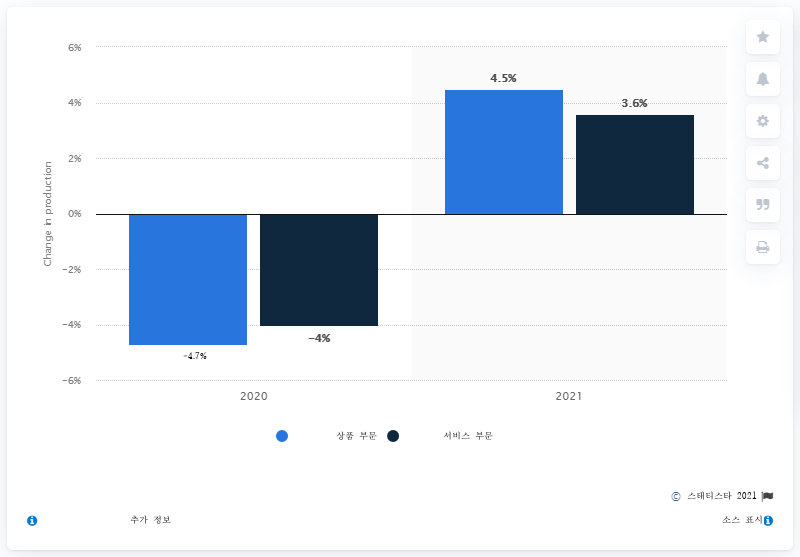 6%
4%
2%
0%
−2%
−4%
−6%
Change in production
4.5%
3.6%
−4.7%
−4%
2020
2021
상품 부문
서비스 부문
© 스태티스타 2021
추가 정보
소스 표시